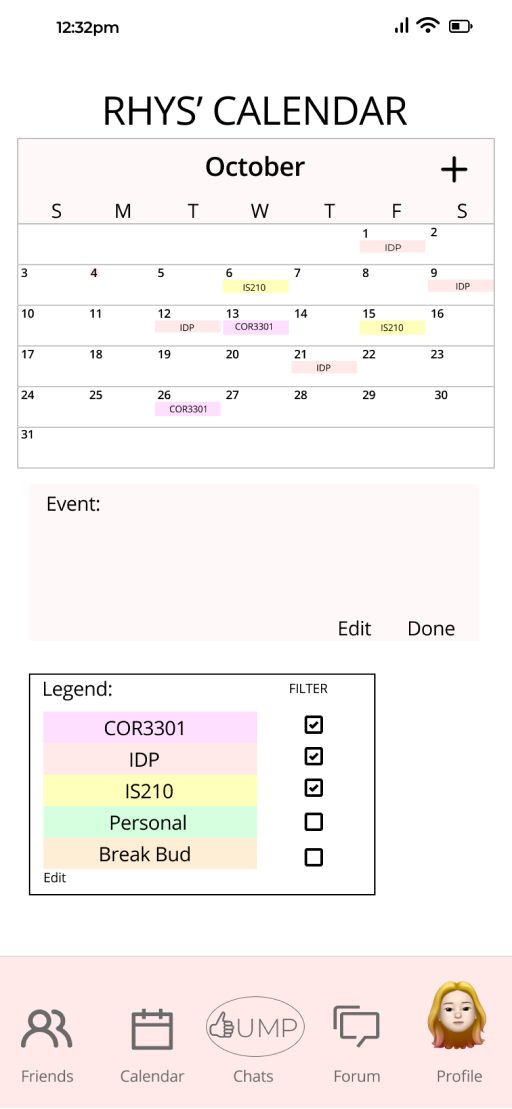 12:32pm
RHYS’ CALENDAR
October
S M T W T F S
1 2
IDP
3 4 5 6 7 8 9
IS210 IDP
10 11 12 13 14 15 16
IDP COR3301 IS210
17 18 19 20 21 22 23
IDP
24 25 26 27 28 29 30
COR3301
31
Event:
Edit Done
Legend: FILTER
COR3301
IDP
IS210
Personal
Break Bud
Edit
UMP
Friends Calendar Chats Forum Profile